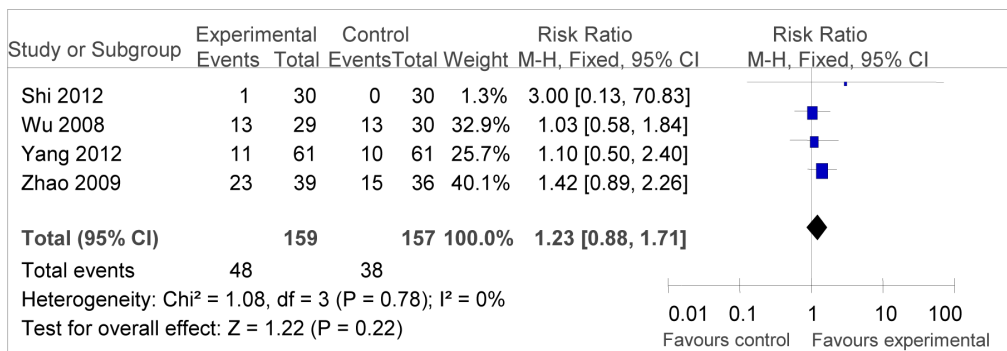 Experimental Control Risk Ratio Risk Ratio
Study or Subgroup Events Total Events Total Weight M-H, Fixed, 95% CI M-H, Fixed, 95% CI
Shi 2012 1 30 0 30 1.3% 3.00 [0.13, 70.83]
Wu 2008 13 29 13 30 32.9% 1.03 [0.58, 1.84]
Yang 2012 11 61 10 61 25.7% 1.10 [0.50, 2.40]
Zhao 2009 23 39 15 36 40.1% 1.42 [0.89, 2.26]
Total (95% CI) 159 157 100.0% 1.23 [0.88, 1.71]
Total events 48 38
Heterogeneity: Chi² = 1.08, df = 3 (P = 0.78); I² = 0%
Test for overall effect: Z = 1.22 (P = 0.22)
0.01 0.1 1 10 100
Favours control Favours experimental